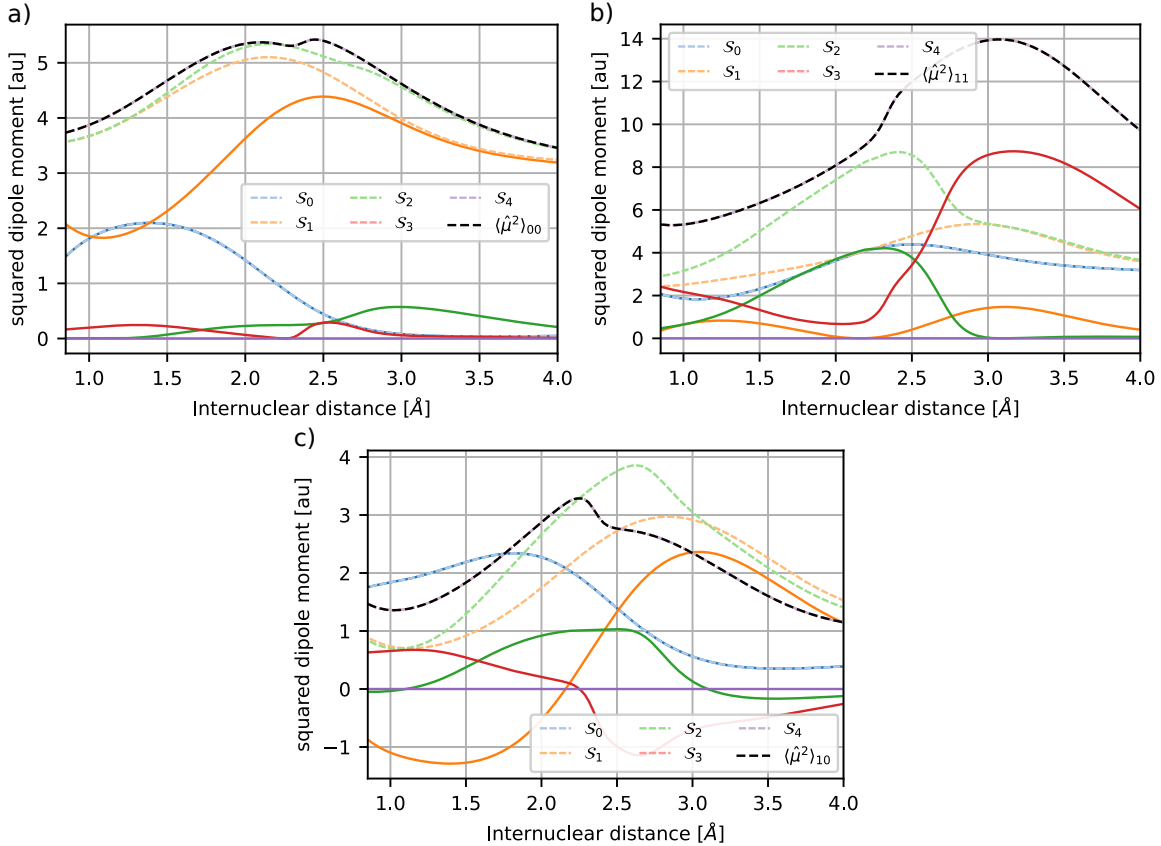 a)
squared dipole moment [au]
5
4
3
2
1
0
1.0 1.5 2.0 2.5 3.0 3.5 4.0
Internuclear distance [Å]
𝒮₀ 𝒮₂ 𝒮₄
𝒮₁ 𝒮₃ ⟨μ̂²⟩₀₀
b)
squared dipole moment [au]
14
12
10
8
6
4
2
0
1.0 1.5 2.0 2.5 3.0 3.5 4.0
Internuclear distance [Å]
𝒮₀ 𝒮₂ 𝒮₄
𝒮₁ 𝒮₃ ⟨μ̂²⟩₁₁
c)
squared dipole moment [au]
4
3
2
1
0
−1
1.0 1.5 2.0 2.5 3.0 3.5 4.0
Internuclear distance [Å]
𝒮₀ 𝒮₂ 𝒮₄
𝒮₁ 𝒮₃ ⟨μ̂²⟩₁₀